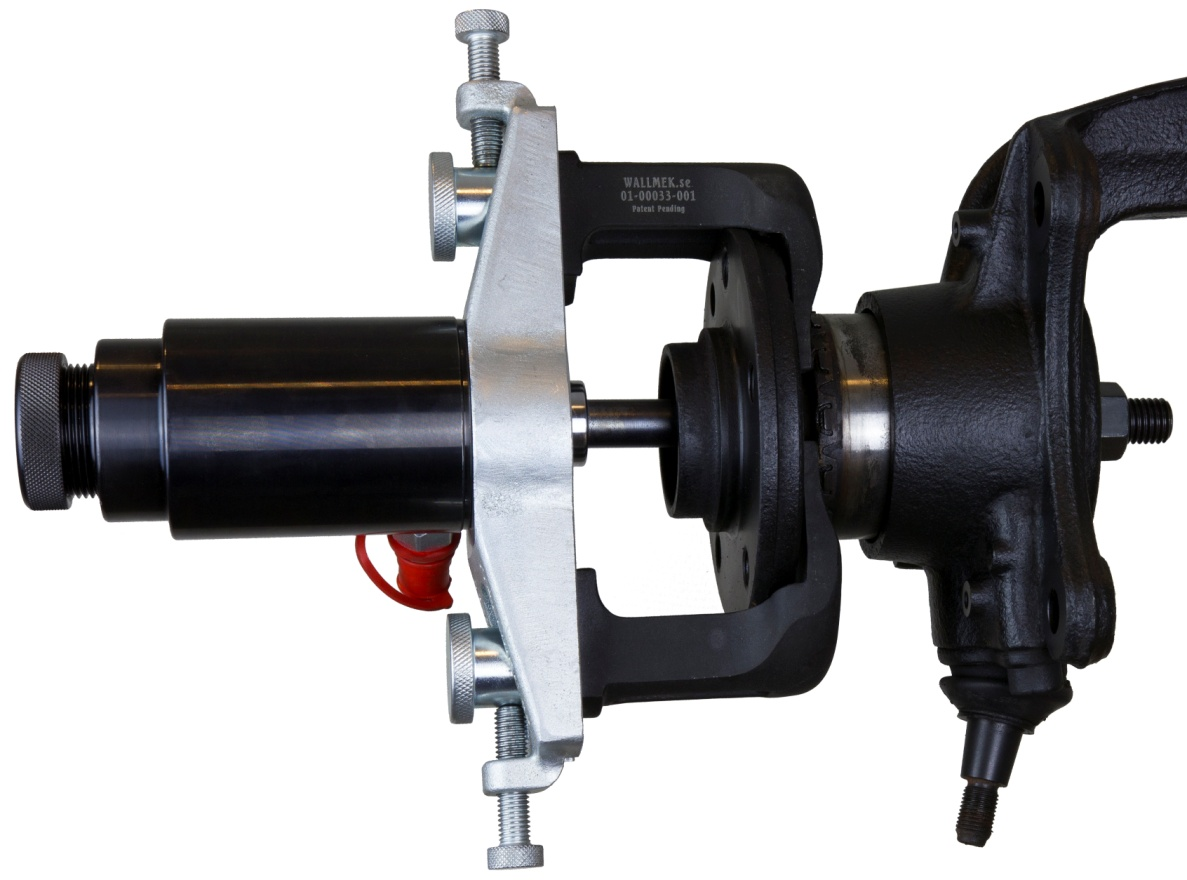 WALLMEK.se
01-00033-001
Patent Pending